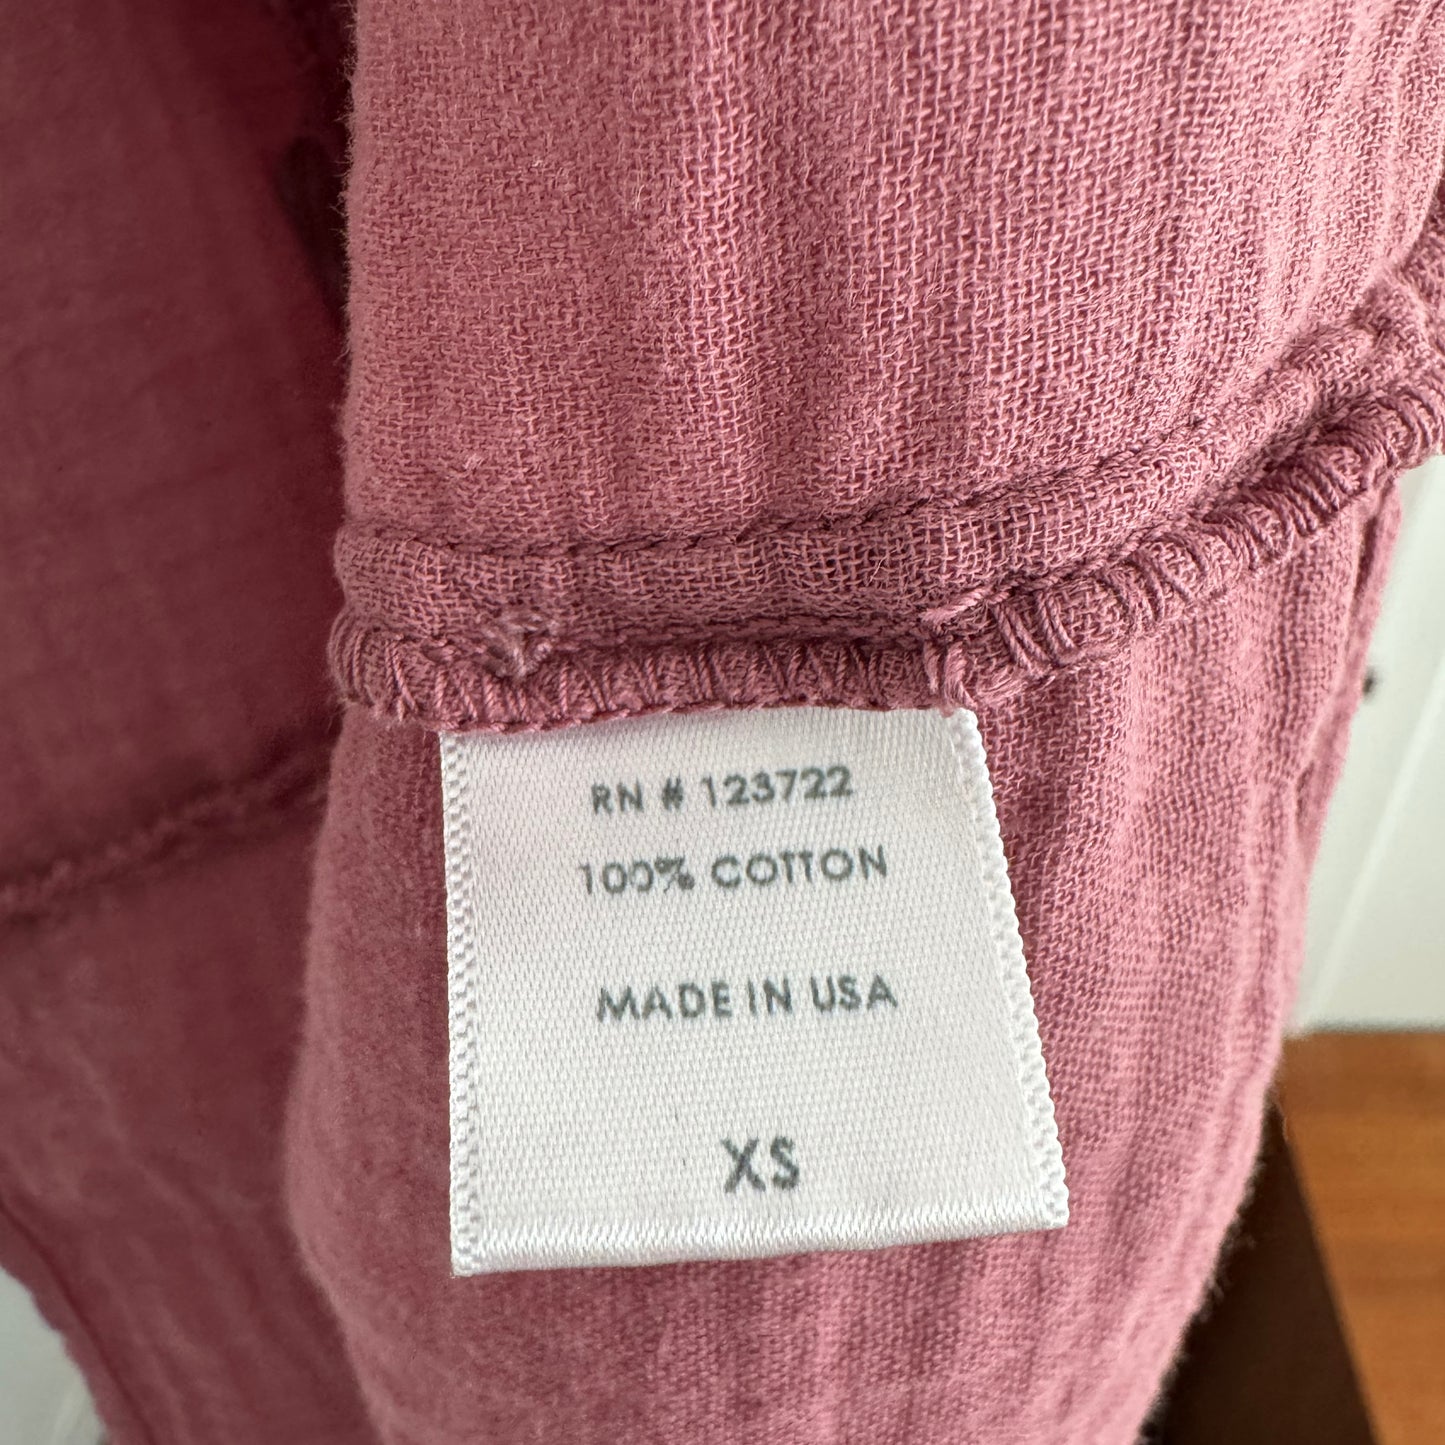 RN # 123722
100% COTTON
MADE IN USA
XS